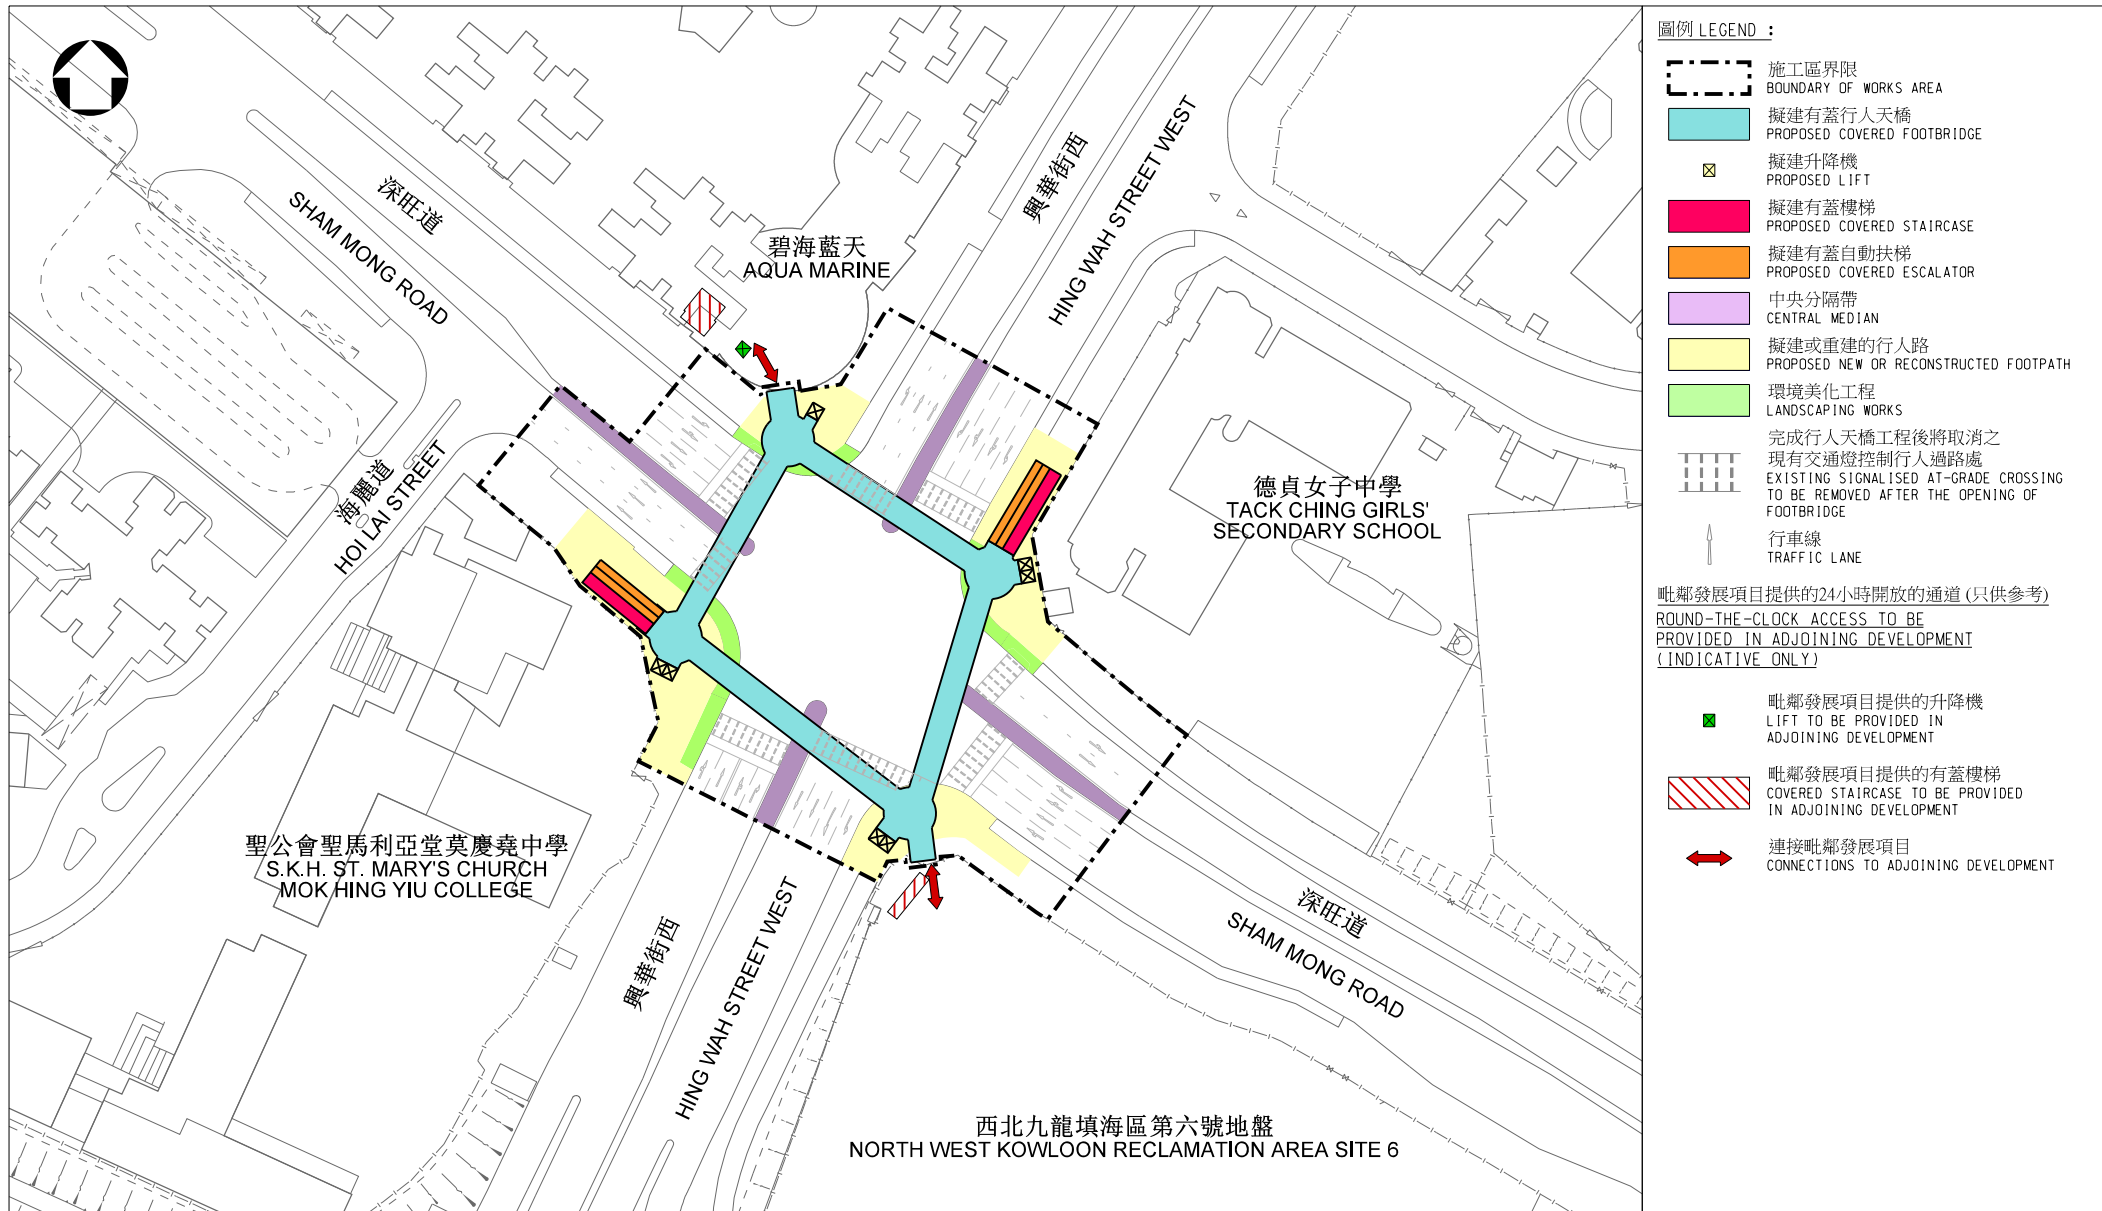 深旺道
SHAM MONG ROAD
碧海藍天
AQUA MARINE
興華街西
HING WAH STREET WEST
海麗道
HOI LAI STREET
德貞女子中學
TACK CHING GIRLS'
SECONDARY SCHOOL
聖公會聖馬利亞堂莫慶堯中學
S.K.H. ST. MARY'S CHURCH
MOK HING YIU COLLEGE
興華街西
HING WAH STREET WEST
深旺道
SHAM MONG ROAD
西北九龍填海區第六號地盤
NORTH WEST KOWLOON RECLAMATION AREA SITE 6
圖例 LEGEND :
施工區界限
BOUNDARY OF WORKS AREA
擬建有蓋行人天橋
PROPOSED COVERED FOOTBRIDGE
擬建升降機
PROPOSED LIFT
擬建有蓋樓梯
PROPOSED COVERED STAIRCASE
擬建有蓋自動扶梯
PROPOSED COVERED ESCALATOR
中央分隔帶
CENTRAL MEDIAN
擬建或重建的行人路
PROPOSED NEW OR RECONSTRUCTED FOOTPATH
環境美化工程
LANDSCAPING WORKS
完成行人天橋工程後將取消之
現有交通燈控制行人過路處
EXISTING SIGNALISED AT-GRADE CROSSING
TO BE REMOVED AFTER THE OPENING OF
FOOTBRIDGE
行車線
TRAFFIC LANE
毗鄰發展項目提供的24小時開放的通道 (只供參考)
ROUND-THE-CLOCK ACCESS TO BE
PROVIDED IN ADJOINING DEVELOPMENT
(INDICATIVE ONLY)
毗鄰發展項目提供的升降機
LIFT TO BE PROVIDED IN
ADJOINING DEVELOPMENT
毗鄰發展項目提供的有蓋樓梯
COVERED STAIRCASE TO BE PROVIDED
IN ADJOINING DEVELOPMENT
連接毗鄰發展項目
CONNECTIONS TO ADJOINING DEVELOPMENT